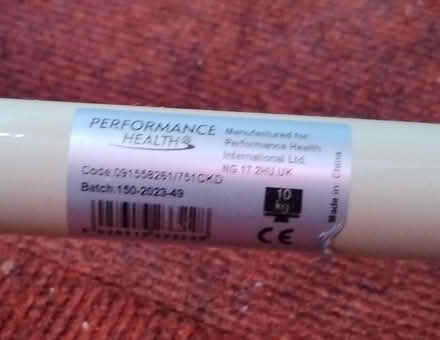 PERFORMANCE
HEALTH
Manufactured for:
Performance Health
International Ltd.
NG 17 2HU.UK
Code:091558261/751CKD
Batch:150-2023-49
10
kg
CE
Made in: China